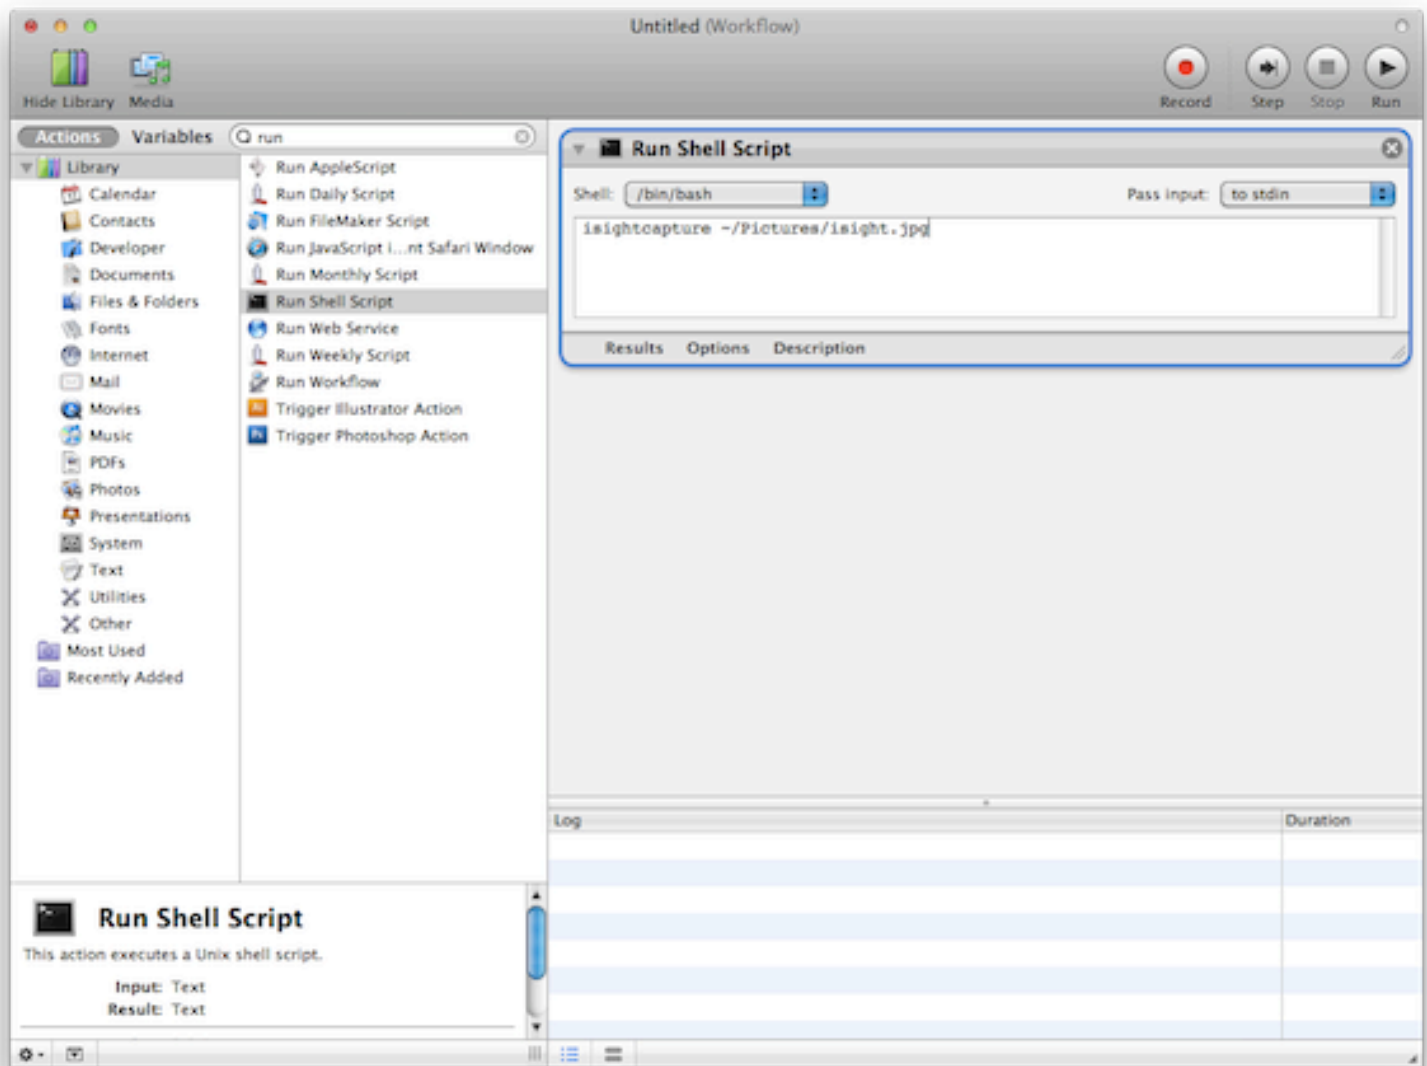 Untitled (Workflow)
Hide Library Media
Record Step Stop Run
Actions Variables run
Library
Calendar
Contacts
Developer
Documents
Files & Folders
Fonts
Internet
Mail
Movies
Music
PDFs
Photos
Presentations
System
Text
Utilities
Other
Most Used
Recently Added
Run AppleScript
Run Daily Script
Run FileMaker Script
Run JavaScript i...nt Safari Window
Run Monthly Script
Run Shell Script
Run Web Service
Run Weekly Script
Run Workflow
Ai Trigger Illustrator Action
Ps Trigger Photoshop Action
Run Shell Script
Shell: /bin/bash Pass input: to stdin
isightcapture ~/Pictures/isight.jpg
Results Options Description
Log Duration
Run Shell Script
This action executes a Unix shell script.
Input: Text
Result: Text